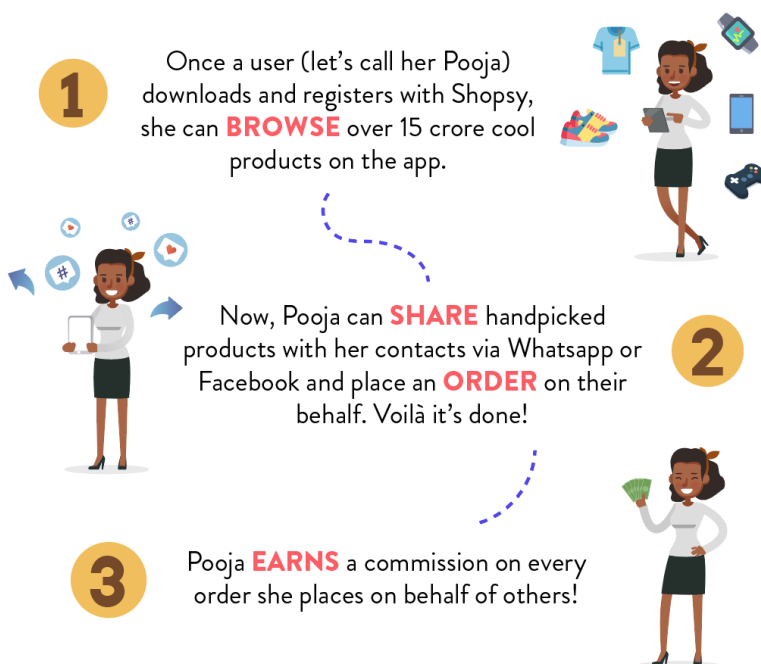 1
Once a user (let's call her Pooja)
downloads and registers with Shopsy,
she can BROWSE over 15 crore cool
products on the app.
#
#
Now, Pooja can SHARE handpicked
products with her contacts via Whatsapp or
Facebook and place an ORDER on their
behalf. Voilà it's done!
2
3
Pooja EARNS a commission on every
order she places on behalf of others!